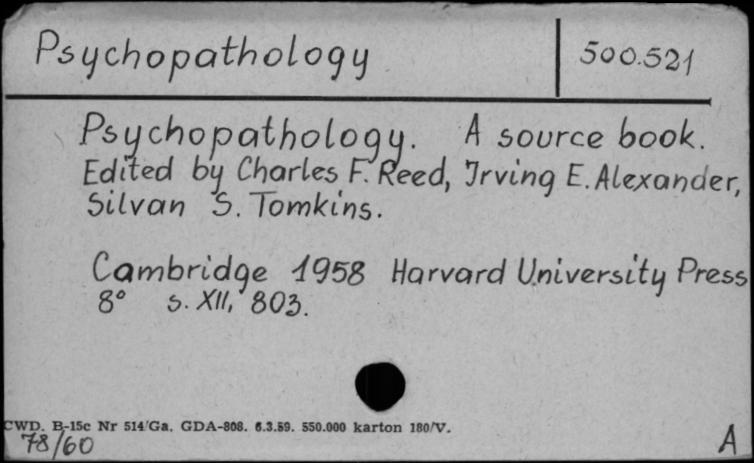 Psychopathology 500.521
Psychopathology. A source book.
Edited by Charles F. Reed, Irving E. Alexander,
Silvan S. Tomkins.
Cambridge 1958 Harvard University Press
8° s. XII, 803.
CWD. B-15c Nr 514/Ga. GDA-808. 6.3.59. 550.000 karton 180/V.
78/60 A